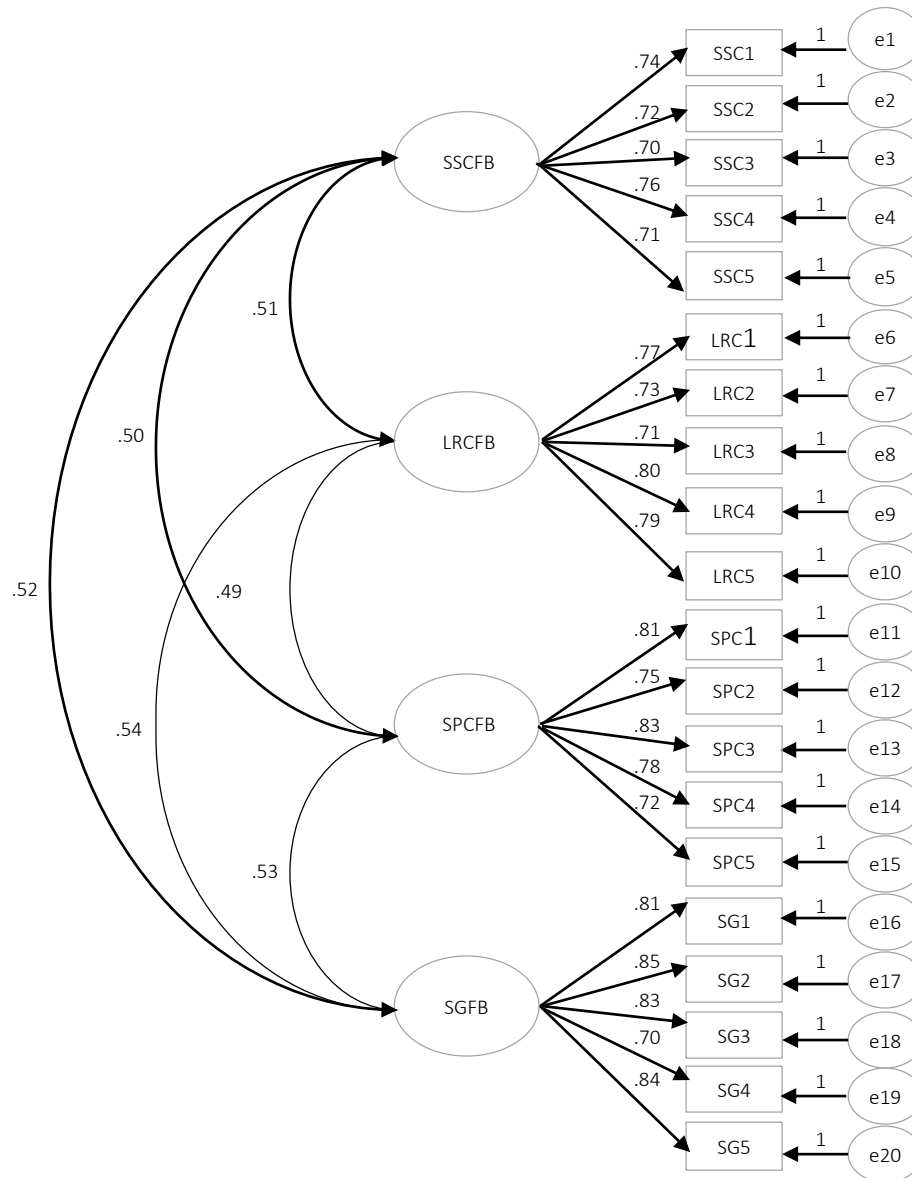 1
e1
SSC1
.74
1
e2
SSC2
.72
1
e3
SSC3
.70
SSCFB
.76
1
e4
SSC4
.71
1
e5
SSC5
.51
1
e6
LRC1
.77
1
e7
LRC2
.73
.50
LRCFB
.71
1
e8
LRC3
.80
1
e9
LRC4
.79
1
e10
LRC5
.52
.49
1
e11
SPC1
.81
1
e12
SPC2
.75
.54
SPCFB
.83
1
e13
SPC3
.78
1
e14
SPC4
.72
1
e15
SPC5
.53
.81
1
e16
SG1
.85
1
e17
SG2
SGFB
.83
1
e18
SG3
.70
1
e19
SG4
.84
1
e20
SG5